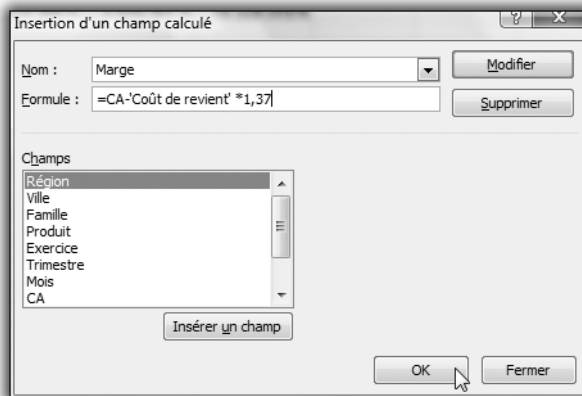 Insertion d'un champ calculé
Nom : Marge Modifier
Formule : =CA-'Coût de revient' *1,37 Supprimer
Champs
Région
Ville
Famille
Produit
Exercice
Trimestre
Mois
CA
Insérer un champ
OK Fermer